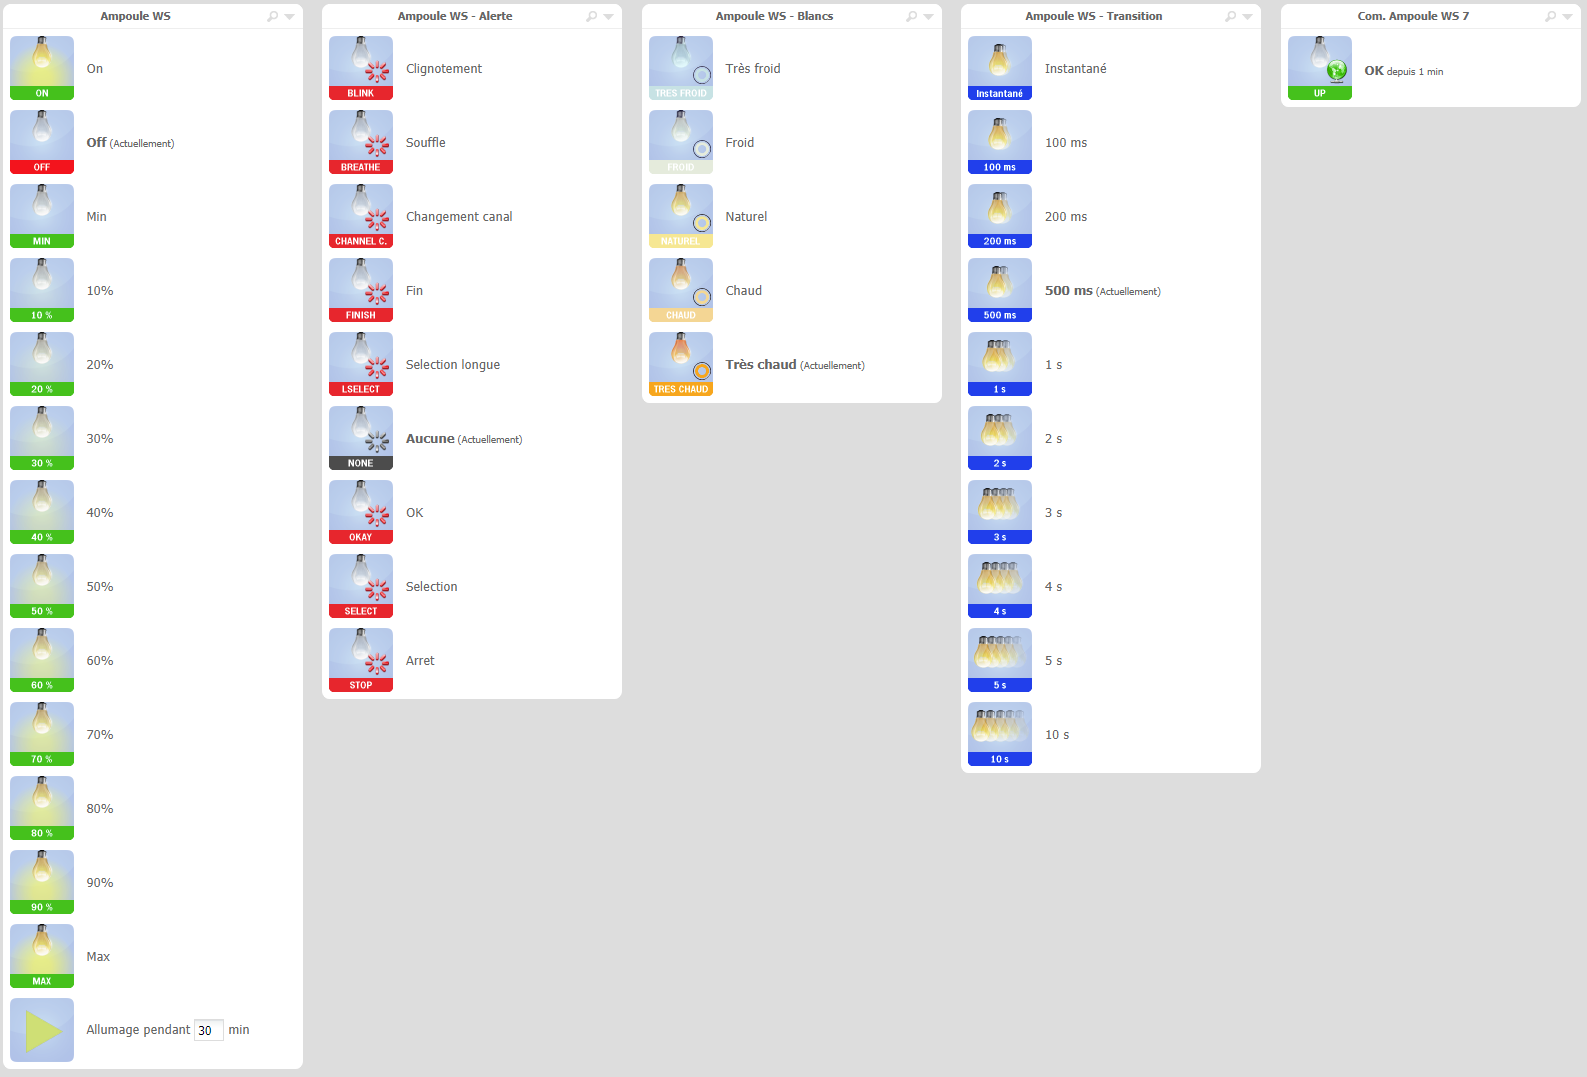 Ampoule WS
ON
On
OFF
Off (Actuellement)
MIN
Min
10 %
10%
20 %
20%
30 %
30%
40 %
40%
50 %
50%
60 %
60%
70 %
70%
80 %
80%
90 %
90%
MAX
Max
Allumage pendant 30 min
Ampoule WS - Alerte
BLINK
Clignotement
BREATHE
Souffle
CHANNEL C.
Changement canal
FINISH
Fin
LSELECT
Selection longue
NONE
Aucune (Actuellement)
OKAY
OK
SELECT
Selection
STOP
Arret
Ampoule WS - Blancs
TRES FROID
Très froid
FROID
Froid
NATUREL
Naturel
CHAUD
Chaud
TRES CHAUD
Très chaud (Actuellement)
Ampoule WS - Transition
Instantané
Instantané
100 ms
100 ms
200 ms
200 ms
500 ms
500 ms (Actuellement)
1 s
1 s
2 s
2 s
3 s
3 s
4 s
4 s
5 s
5 s
10 s
10 s
Com. Ampoule WS 7
UP
OK depuis 1 min